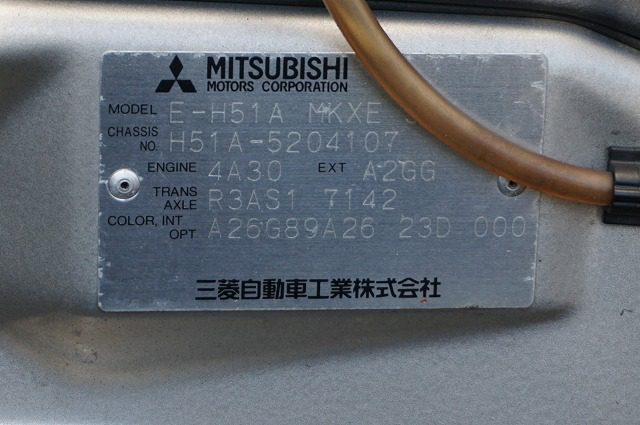 MITSUBISHI
MOTORS CORPORATION
MODEL E-H51A MKXE
CHASSIS NO. H51A-5204107
ENGINE 4A30 EXT A2GG
TRANS AXLE R3AS1 7142
COLOR, INT OPT A26G89A26 23D 000
三菱自動車工業株式会社